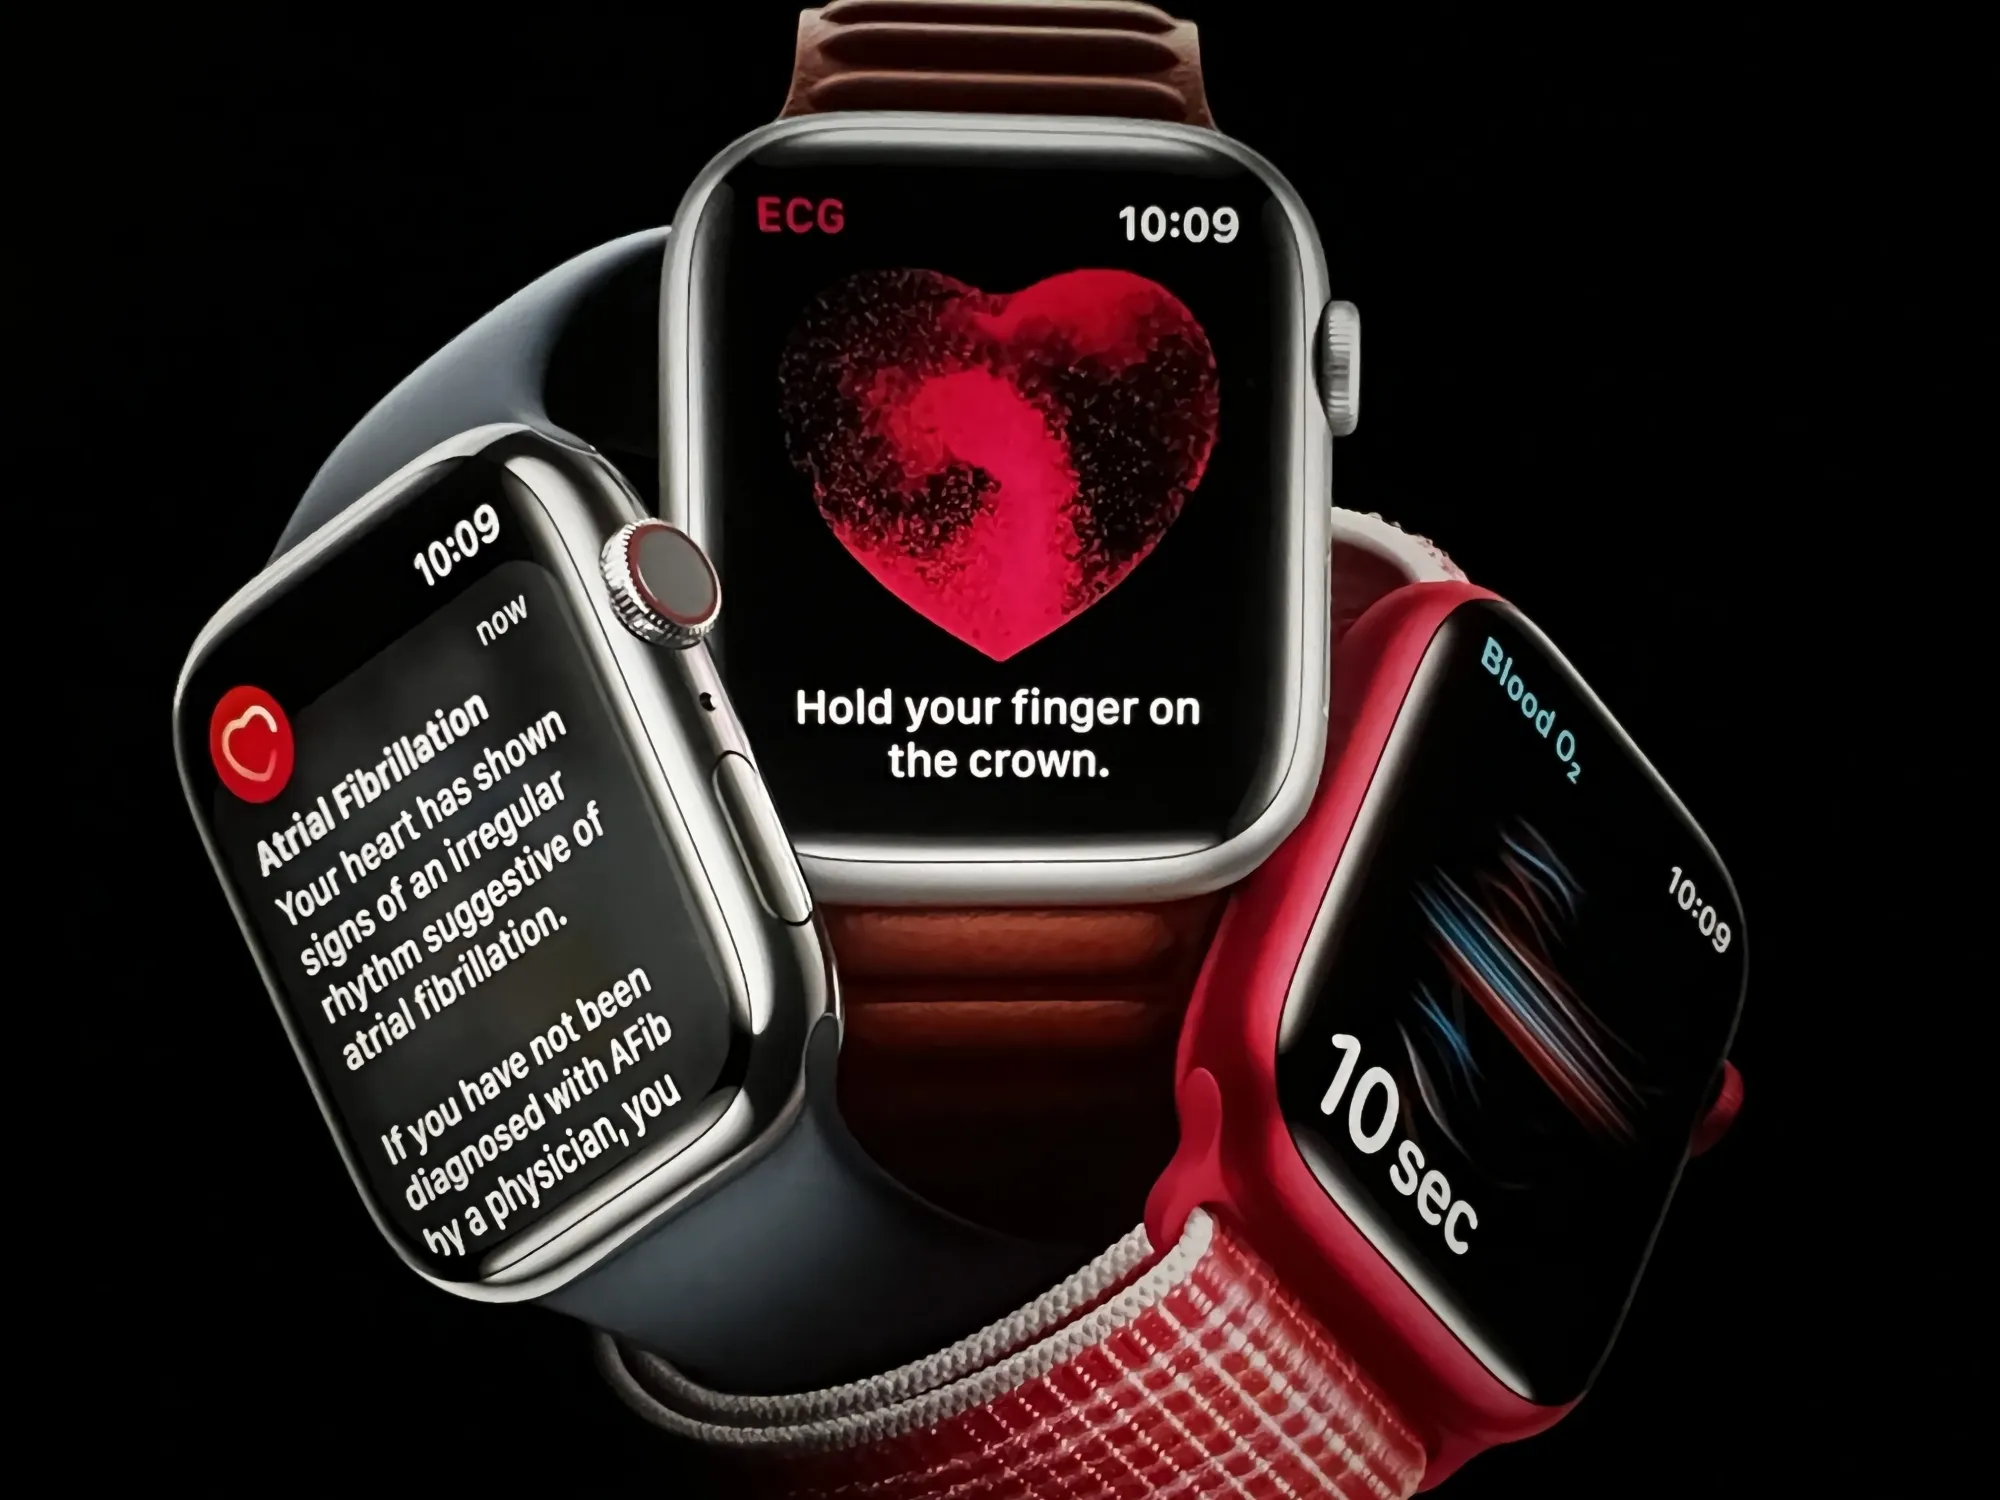 ECG
10:09
Hold your finger on
the crown.
10:09
now
Atrial Fibrillation
Your heart has shown
signs of an irregular
rhythm suggestive of
atrial fibrillation.
If you have not been
diagnosed with AFib
by a physician, you
Blood O₂
10:09
10 sec